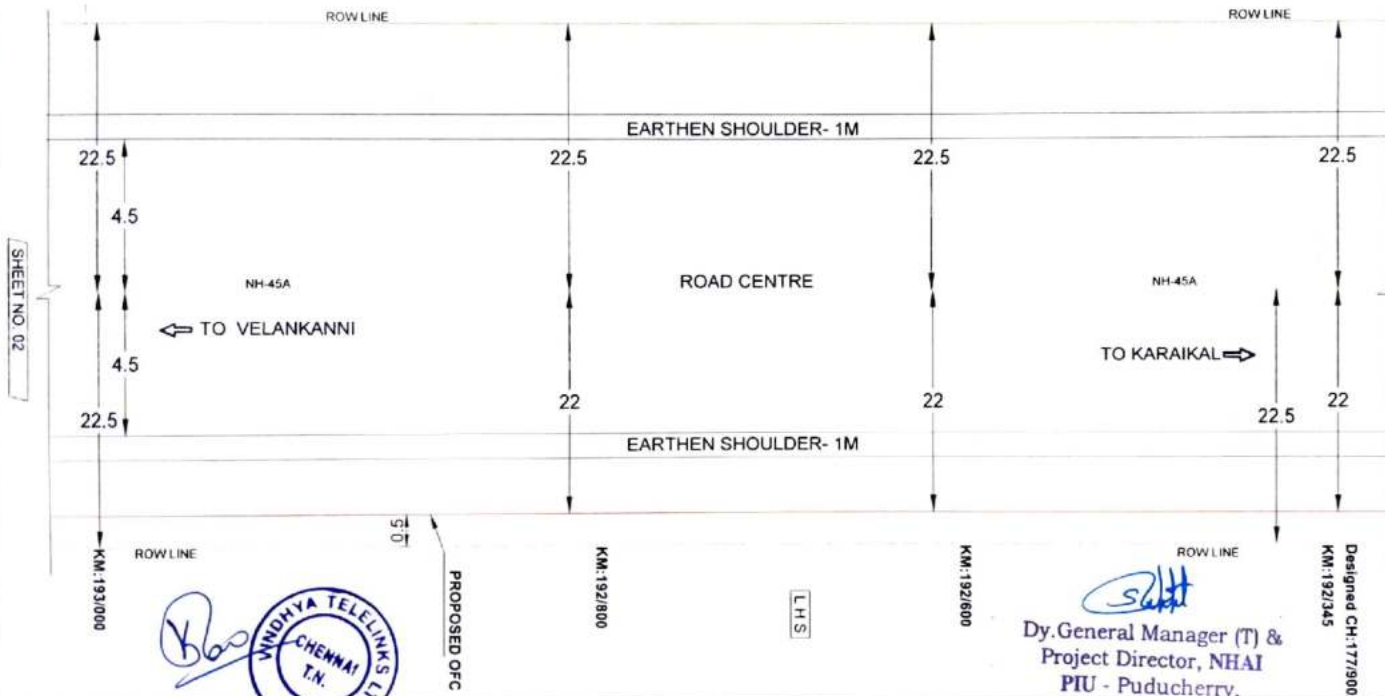 ROW LINE
ROW LINE
EARTHEN SHOULDER- 1M
22.5
22.5
22.5
22.5
4.5
SHEET NO. 02
NH-45A
ROAD CENTRE
NH-45A
TO VELANKANNI
TO KARAIKAL
4.5
22.5
22
22
22.5
22
EARTHEN SHOULDER- 1M
0.5
ROW LINE
ROW LINE
KM:193/000
PROPOSED OFC
KM:192/800
LHS
KM:192/600
KM:192/345
Designed CH:177/900
VINDHYA TELELINKS
CHENNAI
T.N.
Dy.General Manager (T) &
Project Director, NHAI
PIU - Puducherry.